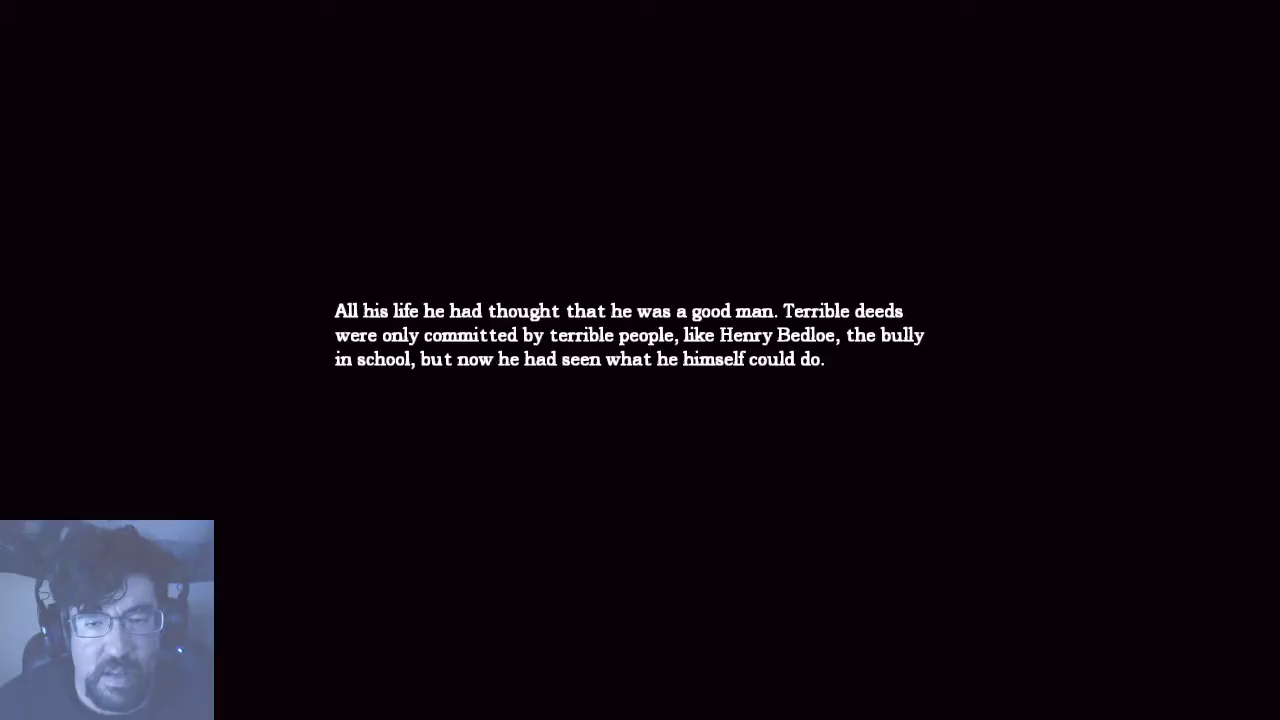 All his life he had thought that he was a good man. Terrible deeds
were only committed by terrible people, like Henry Bedloe, the bully
in school, but now he had seen what he himself could do.